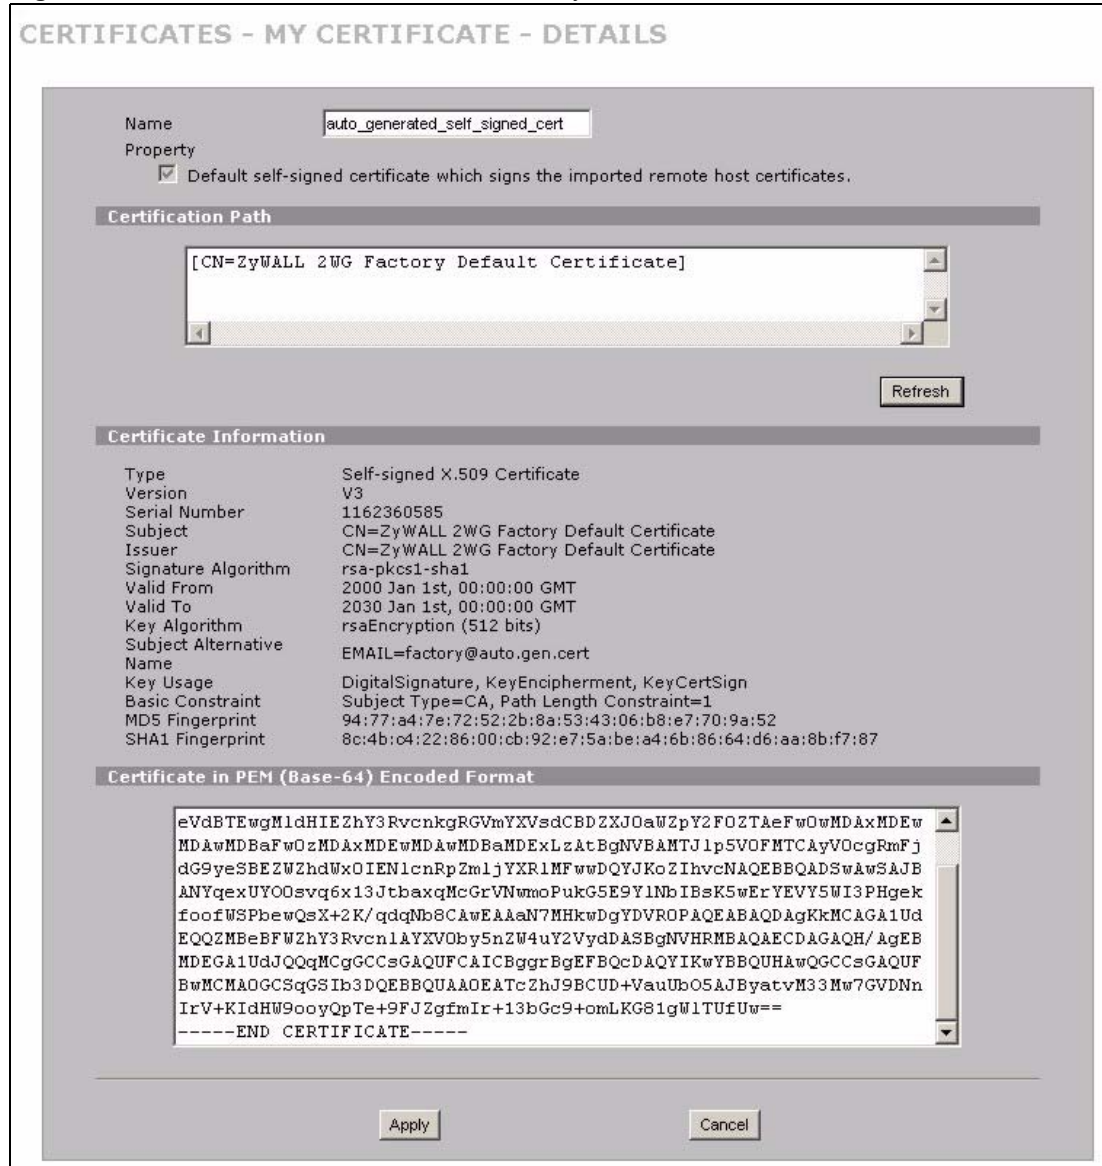 CERTIFICATES - MY CERTIFICATE - DETAILS
Name auto_generated_self_signed_cert
Property
Default self-signed certificate which signs the imported remote host certificates.
Certification Path
[CN=ZyWALL 2WG Factory Default Certificate]
Refresh
Certificate Information
Type Self-signed X.509 Certificate
Version V3
Serial Number 1162360585
Subject CN=ZyWALL 2WG Factory Default Certificate
Issuer CN=ZyWALL 2WG Factory Default Certificate
Signature Algorithm rsa-pkcs1-sha1
Valid From 2000 Jan 1st, 00:00:00 GMT
Valid To 2030 Jan 1st, 00:00:00 GMT
Key Algorithm rsaEncryption (512 bits)
Subject Alternative
Name EMAIL=factory@auto.gen.cert
Key Usage DigitalSignature, KeyEncipherment, KeyCertSign
Basic Constraint Subject Type=CA, Path Length Constraint=1
MD5 Fingerprint 94:77:a4:7e:72:52:2b:8a:53:43:06:b8:e7:70:9a:52
SHA1 Fingerprint 8c:4b:c4:22:86:00:cb:92:e7:5a:be:a4:6b:86:64:d6:aa:8b:f7:87
Certificate in PEM (Base-64) Encoded Format
eVdBTEwgMldHIEZhY3RvcnkgRGVmYXVsdCBDZXJ0aWZpY2F0ZTAeFw0wMDAxMDEw
MDAwMDBaFw0zMDAxMDEwMDAwMDBaMDExLzAtBgNVBAMTJlp5V0FMTCAyV0cgRmFj
dG9yeSBEZWZhdWx0IENlcnRpZmljYXRlMFwwDQYJKoZIhvcNAQEBBQADSwAwSAJB
ANYqexUYO0svq6x13JtbaxqMcGrVNwmoPukG5E9YlNbIBsK5wErYEVY5WI3PHgek
foofWSPbewQsX+2K/qdqNb8CAwEAAaN7MHkwDgYDVR0PAQEBAQDAgKkMCAGA1Ud
EQQZMBeBFWZhY3RvcnlAYXV0by5nZW4uY2VydDASBgNVHRMBAQAECDAGAQH/AgEB
MDEGA1UdJQQqMCgGCCsGAQUFCAICBggrBgEFBQcDAQYIKwYBBQUHAwQGCCsGAQUF
BwMCMA0GCSqGSIb3DQEBBQUAA0EATcZhJ9BCUD+VauUbO5AJByatvM33Mw7GVDNn
IrV+KIdHW9ooyQpTe+9FJZgfmIr+13bGc9+omLKG81gWlTUfUw==
-----END CERTIFICATE-----
Apply Cancel